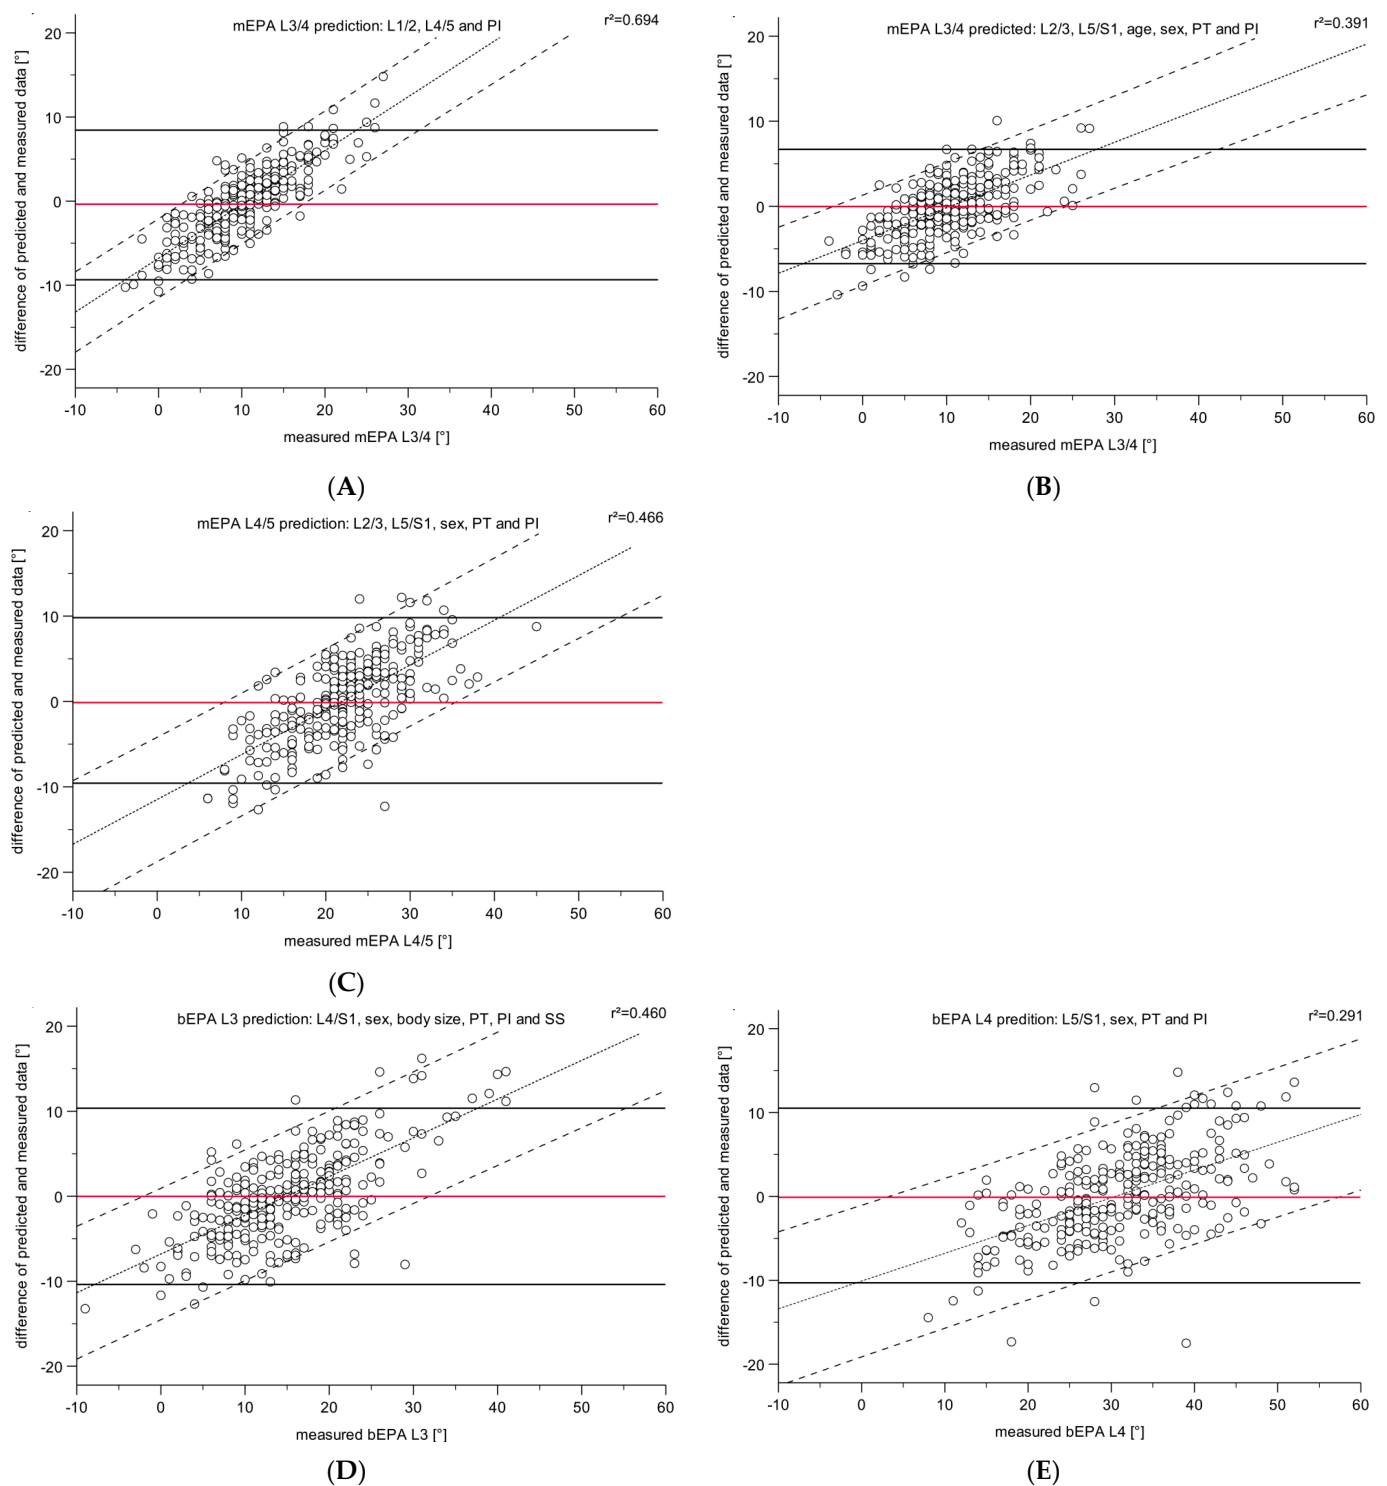 mEPA L3/4 prediction: L1/2, L4/5 and PI
r²=0.694
difference of predicted and measured data [°]
20
10
0
-10
-20
-10 0 10 20 30 40 50 60
measured mEPA L3/4 [°]
(A)
mEPA L3/4 predicted: L2/3, L5/S1, age, sex, PT and PI
r²=0.391
difference of predicted and measured data [°]
20
10
0
-10
-20
-10 0 10 20 30 40 50 60
measured mEPA L3/4 [°]
(B)
mEPA L4/5 prediction: L2/3, L5/S1, sex, PT and PI
r²=0.466
difference of predicted and measured data [°]
20
10
0
-10
-20
-10 0 10 20 30 40 50 60
measured mEPA L4/5 [°]
(C)
bEPA L3 prediction: L4/S1, sex, body size, PT, PI and SS
r²=0.460
difference of predicted and measured data [°]
20
10
0
-10
-20
-10 0 10 20 30 40 50 60
measured bEPA L3 [°]
(D)
bEPA L4 predition: L5/S1, sex, PT and PI
r²=0.291
difference of predicted and measured data [°]
20
10
0
-10
-20
-10 0 10 20 30 40 50 60
measured bEPA L4 [°]
(E)